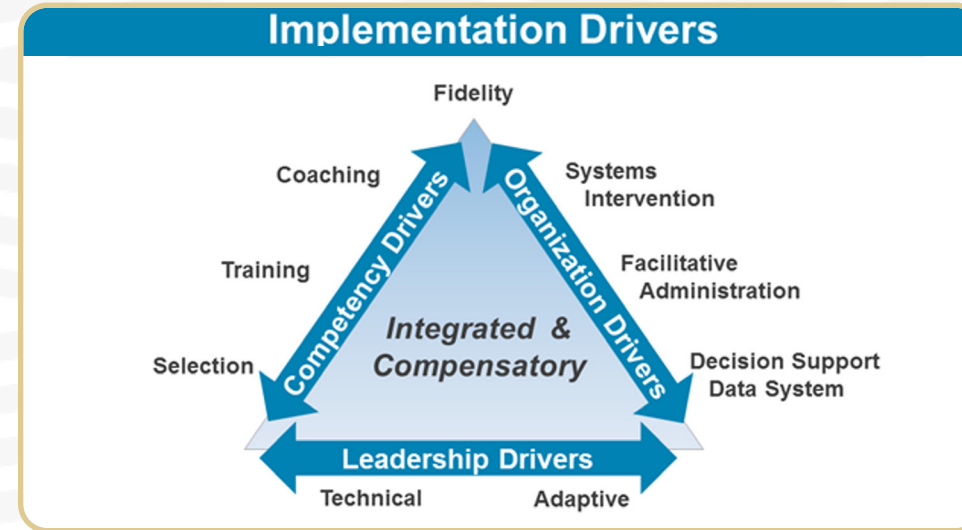 Implementation Drivers
Fidelity
Coaching
Training
Selection
Competency Drivers
Organization Drivers
Systems
Intervention
Facilitative
Administration
Decision Support
Data System
Integrated &
Compensatory
Leadership Drivers
Technical
Adaptive